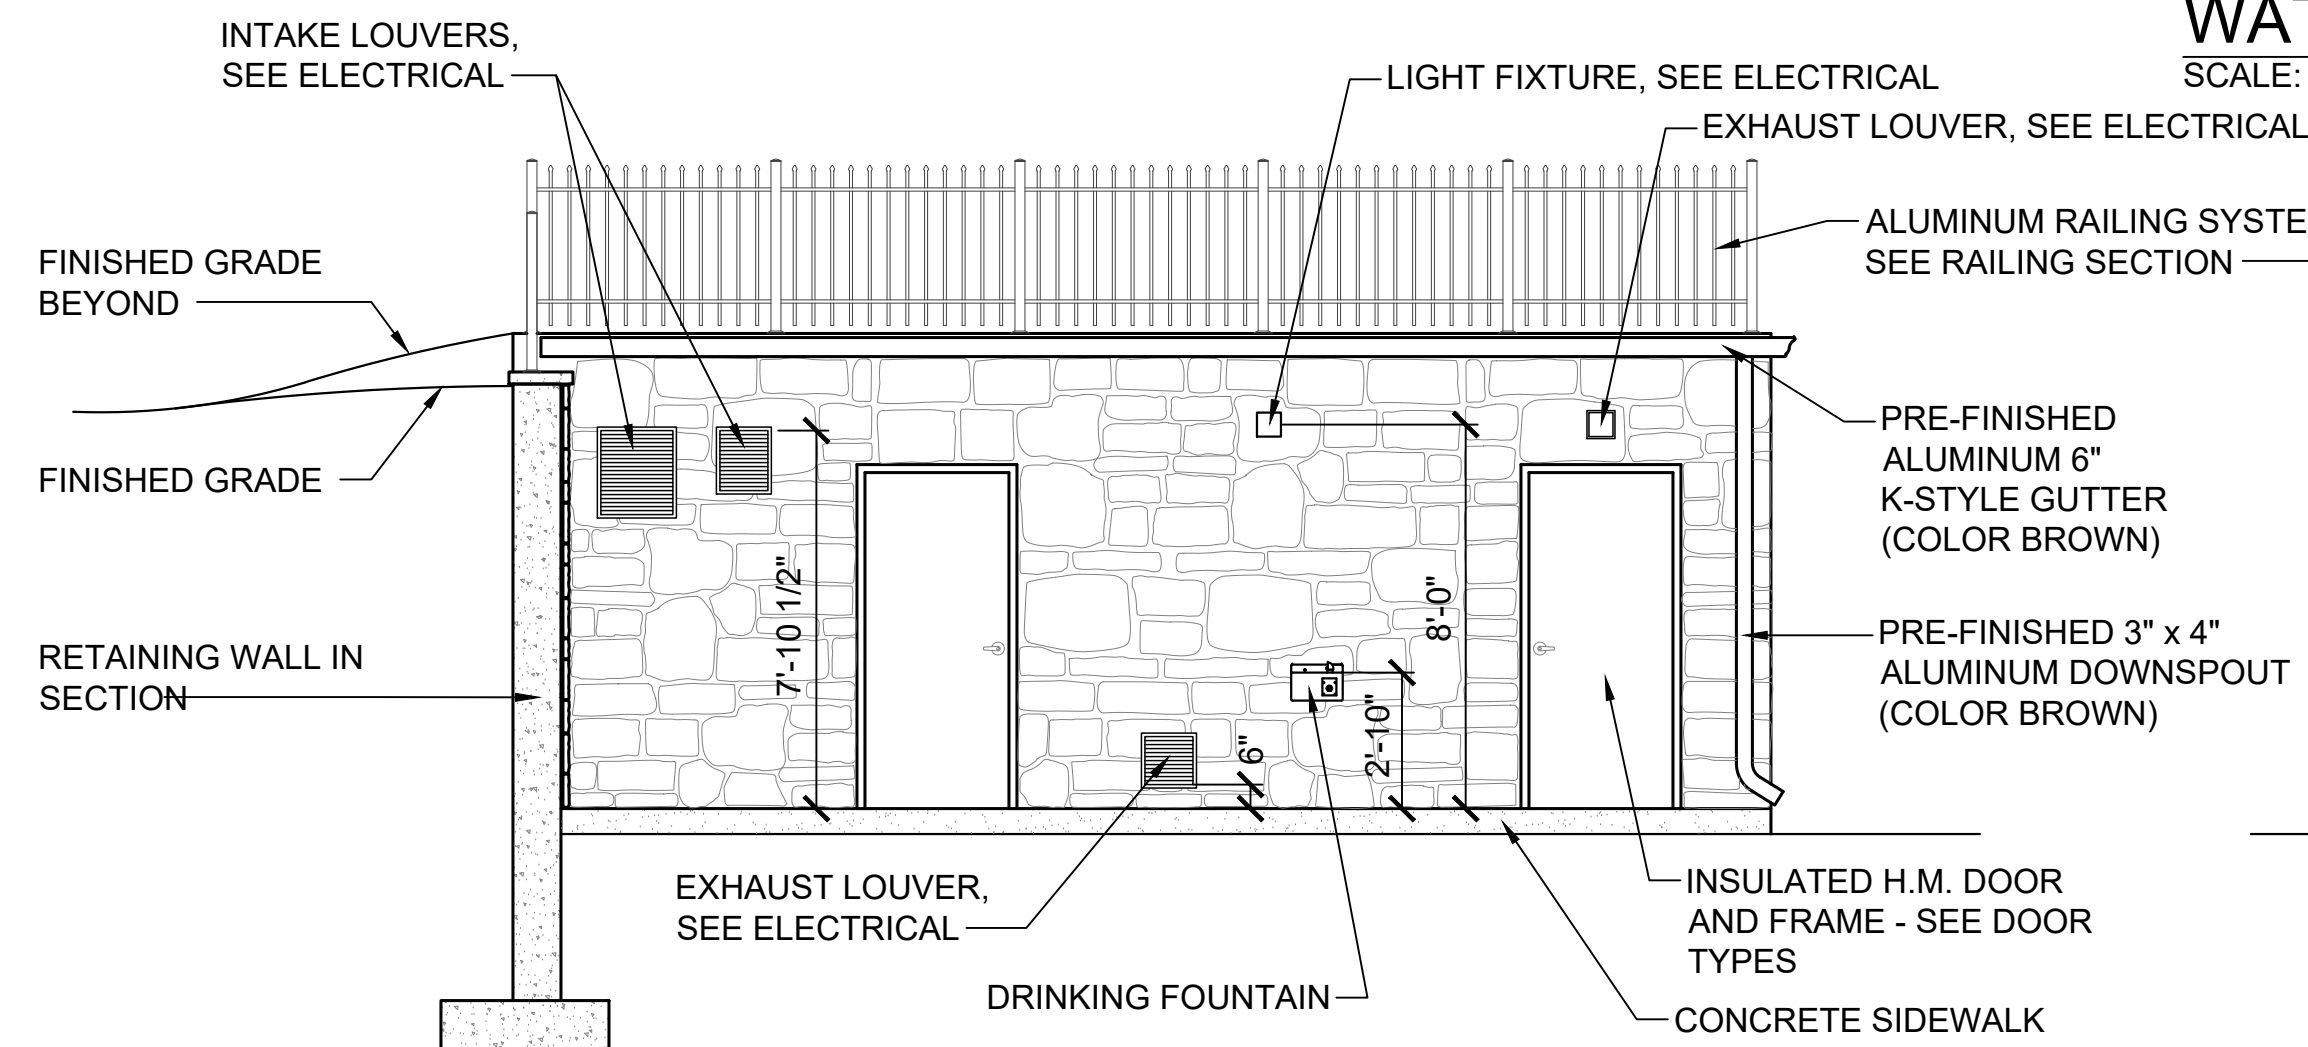 WA
SCALE:
INTAKE LOUVERS,
SEE ELECTRICAL
LIGHT FIXTURE, SEE ELECTRICAL
EXHAUST LOUVER, SEE ELECTRICAL
ALUMINUM RAILING SYSTE
SEE RAILING SECTION
FINISHED GRADE
BEYOND
FINISHED GRADE
PRE-FINISHED
ALUMINUM 6"
K-STYLE GUTTER
(COLOR BROWN)
RETAINING WALL IN
SECTION
7'-10 1/2"
8'-0"
2'-10"
6"
PRE-FINISHED 3" x 4"
ALUMINUM DOWNSPOUT
(COLOR BROWN)
EXHAUST LOUVER,
SEE ELECTRICAL
INSULATED H.M. DOOR
AND FRAME - SEE DOOR
TYPES
DRINKING FOUNTAIN
CONCRETE SIDEWALK